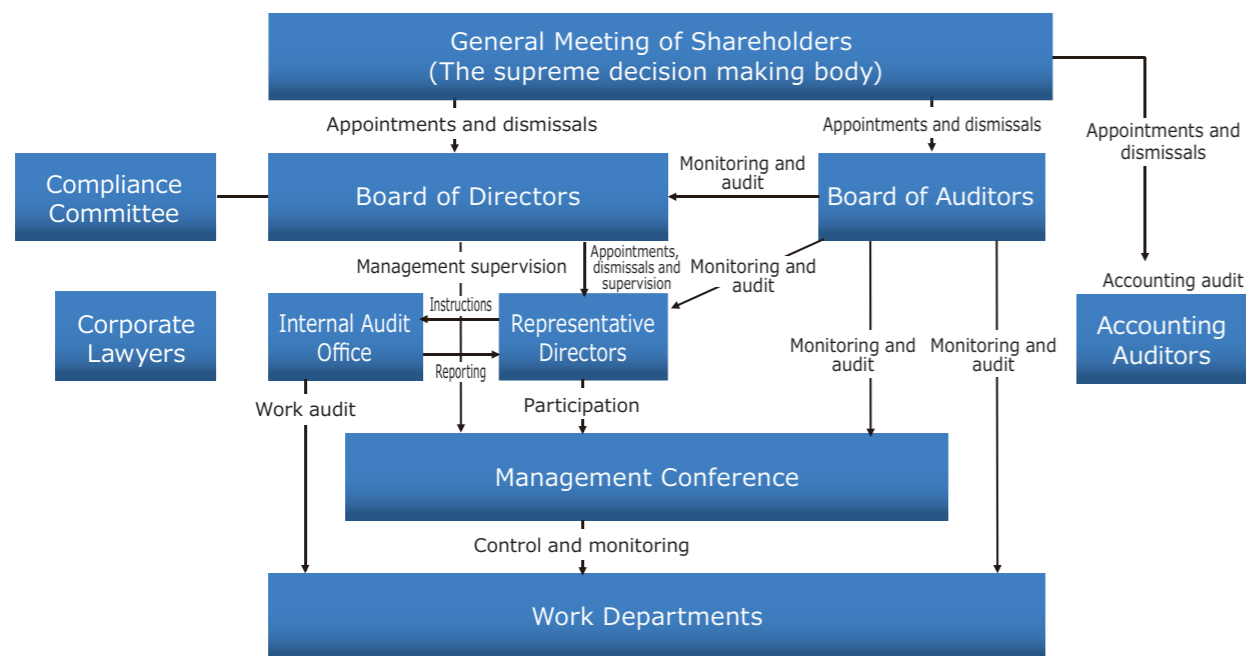 General Meeting of Shareholders
(The supreme decision making body)
Appointments and dismissals
Appointments and dismissals
Appointments and
dismissals
Compliance
Committee
Board of Directors
Monitoring and
audit
Board of Auditors
Management supervision
Appointments,
dismissals and
supervision
Monitoring and
audit
Accounting audit
Corporate
Lawyers
Internal Audit
Office
Instructions
Reporting
Representative
Directors
Monitoring and
audit
Monitoring and
audit
Accounting
Auditors
Work audit
Participation
Management Conference
Control and monitoring
Work Departments